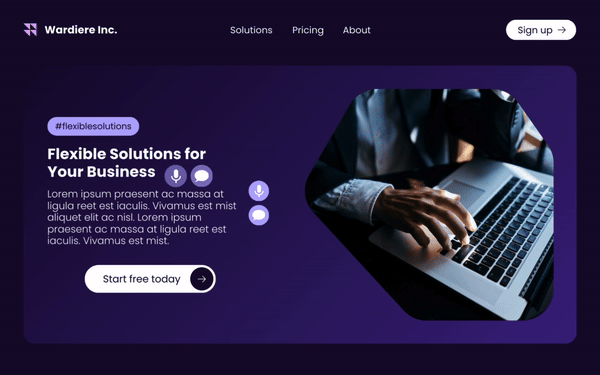 Wardiere Inc.
Solutions Pricing About
Sign up
#flexiblesolutions
Flexible Solutions for
Your Business
Lorem ipsum praesent ac massa at
ligula reet est iaculis. Vivamus est mist
aliquet elit ac nisl. Lorem ipsum
praesent ac massa at ligula reet est
iaculis. Vivamus est mist.
Start free today